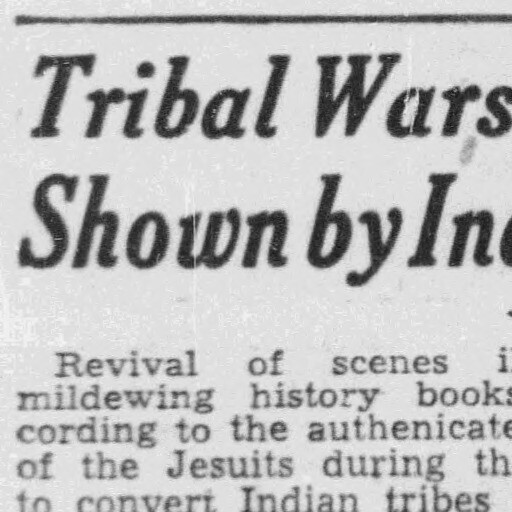 Tribal Wars
Shown by In
Revival of scenes i
mildewing history books
cording to the authenicate
of the Jesuits during th
to convert Indian tribes